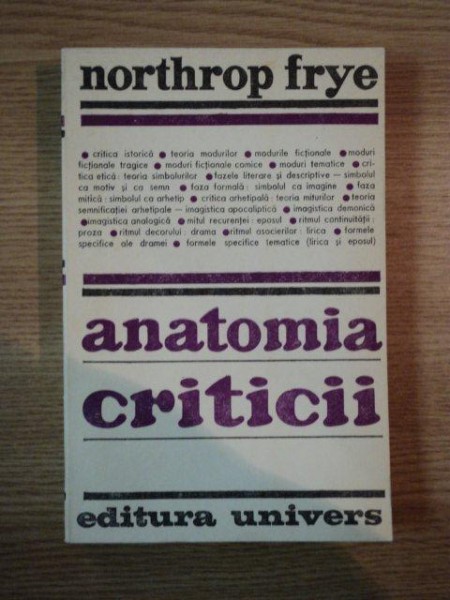 northrop frye
● critica istorică ● teoria modurilor ● modurile ficționale ● moduri
ficționale tragice ● moduri ficționale comice ● moduri tematice ● cri-
tica etică : teoria simbolurilor ● fazele literare și descriptive — simbolul
ca motiv și ca semn ● faza formală : simbolul ca imagine ● faza
mitică : simbolul ca arhetip ● critica arhetipală : teoria miturilor ● teoria
semnificației arhetipale — imagistica apocaliptică ● imagistica demonică
● imagistica analogică ● mitul recurenței : eposul ● ritmul continuității :
proza ● ritmul decorului : drama ● ritmul asocierilor : lirica ● formele
specifice ale dramei ● formele specifice tematice (lirica și eposul)
anatomia
criticii
editura univers